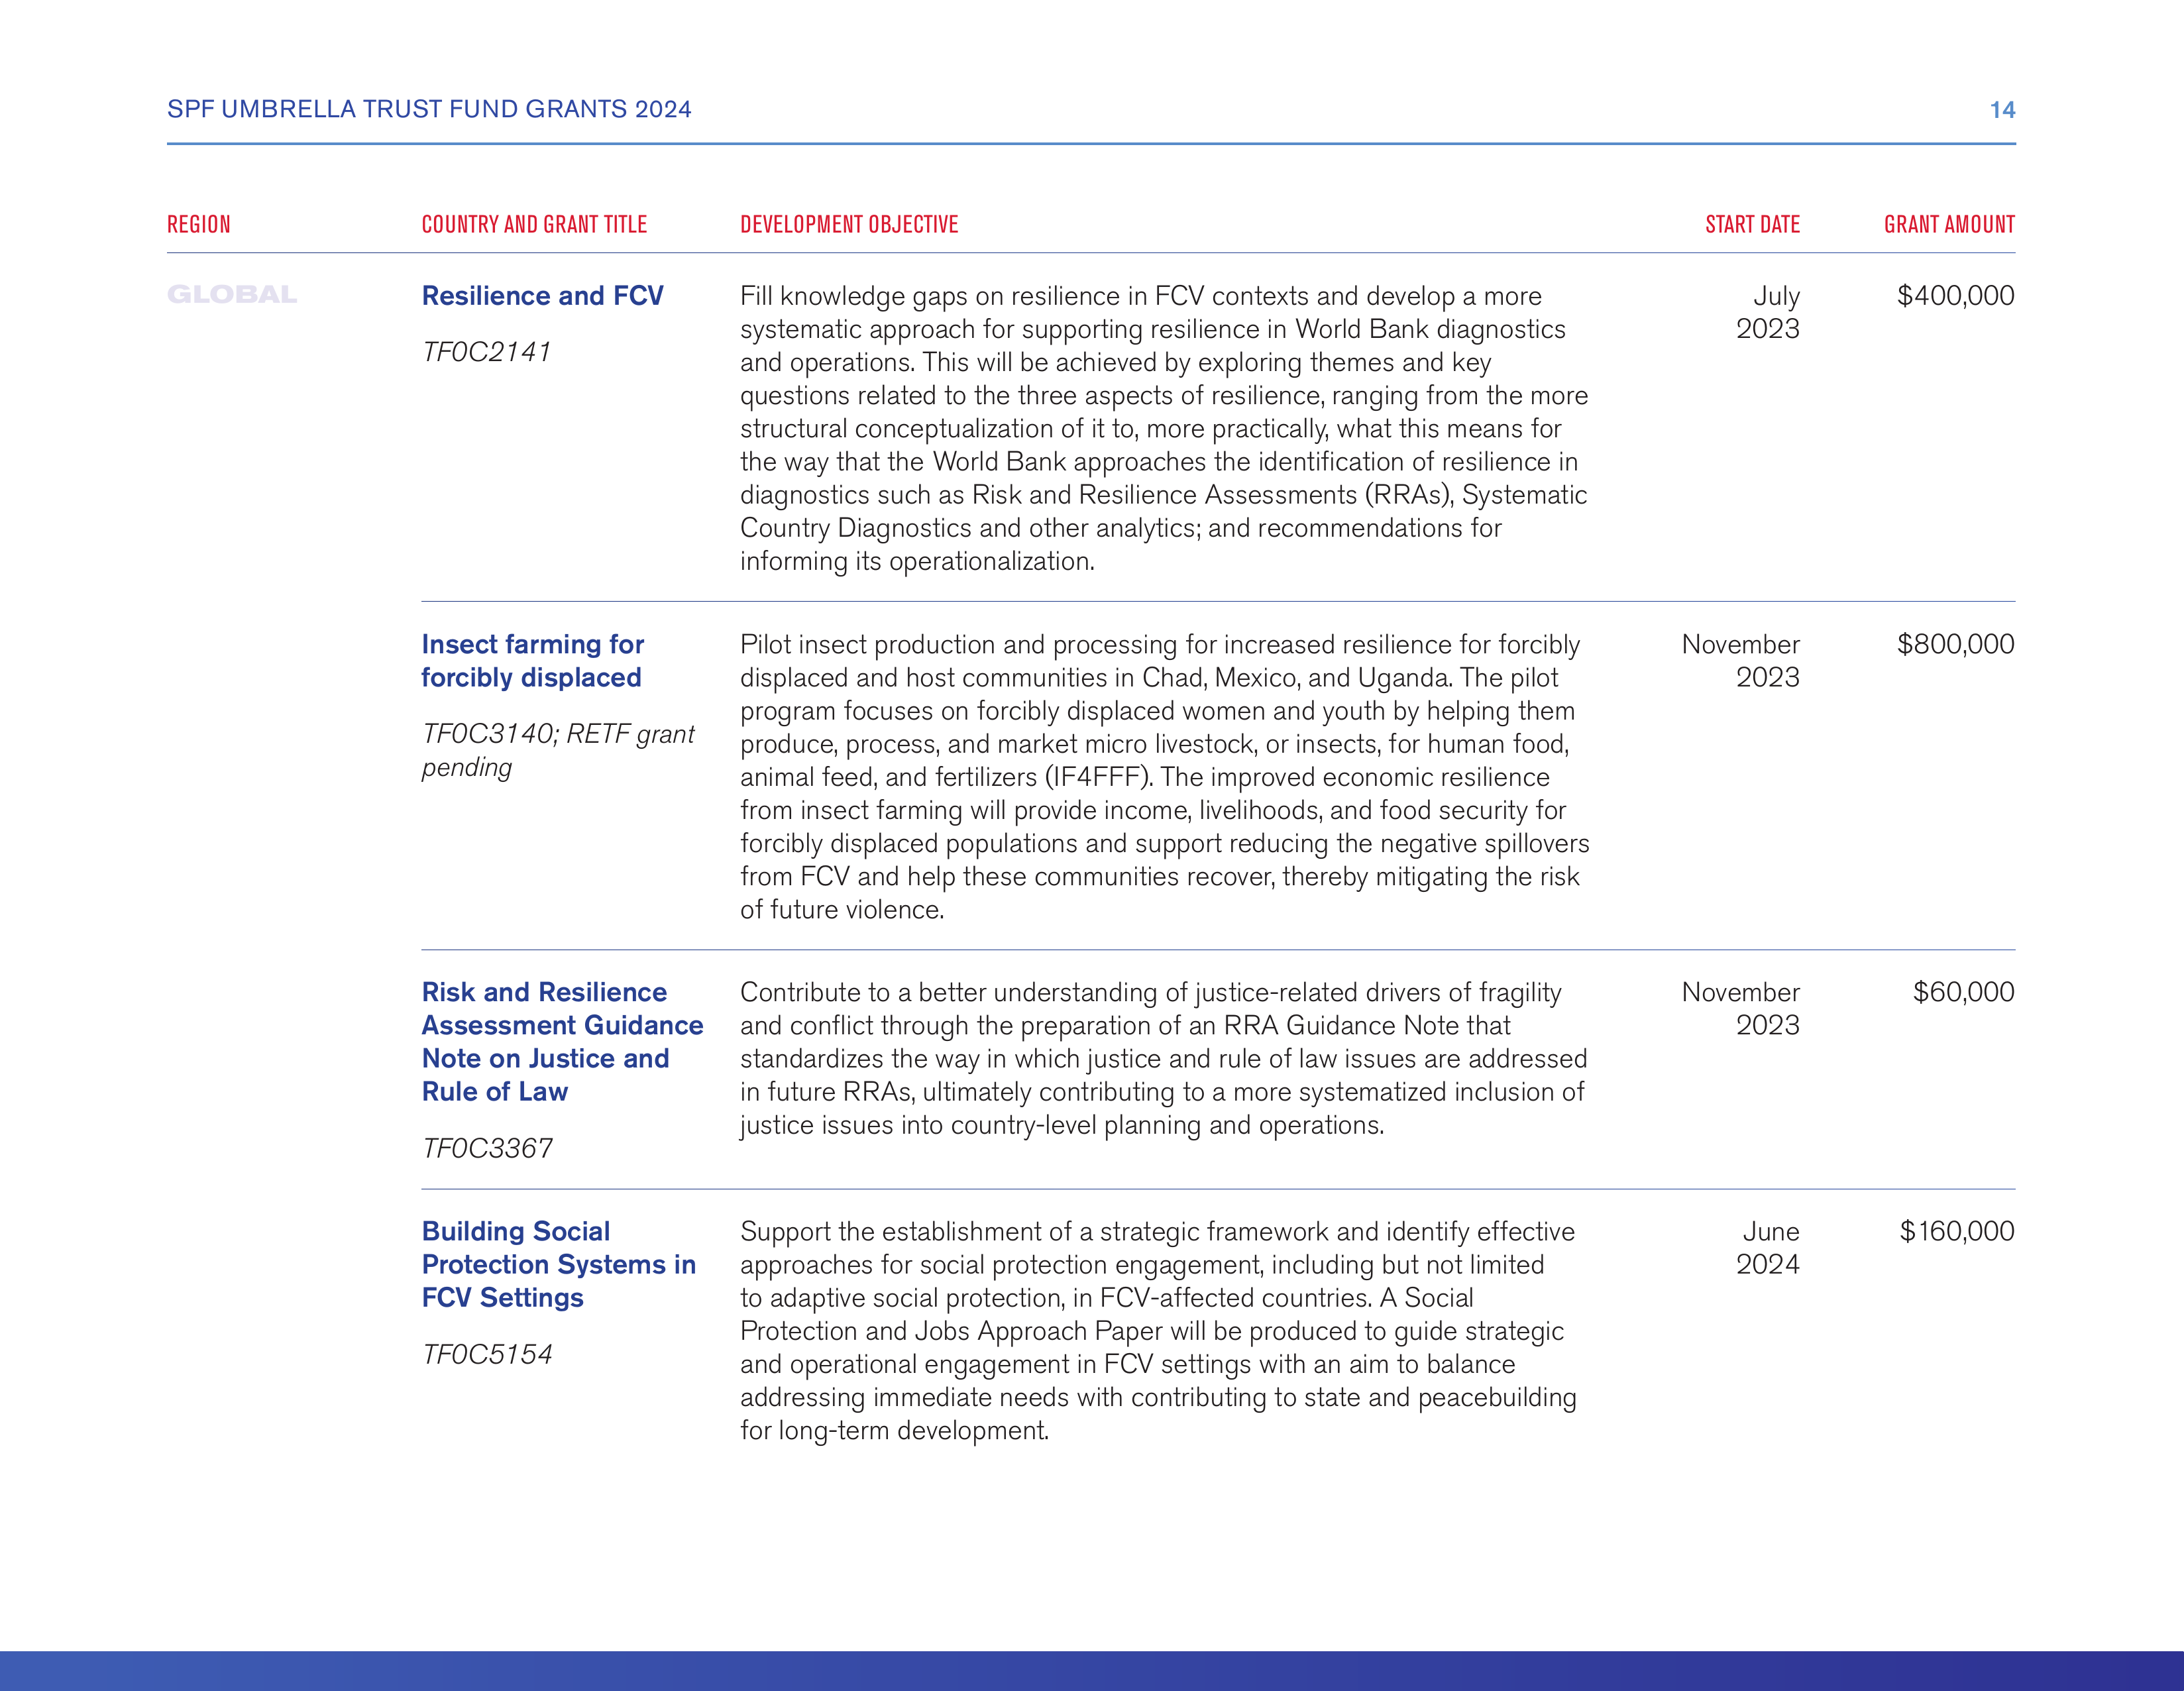 SPF UMBRELLA TRUST FUND GRANTS 2024
14
REGION
COUNTRY AND GRANT TITLE
DEVELOPMENT OBJECTIVE
START DATE
GRANT AMOUNT
GLOBAL
Resilience and FCV
TF0C2141
Fill knowledge gaps on resilience in FCV contexts and develop a more
systematic approach for supporting resilience in World Bank diagnostics
and operations. This will be achieved by exploring themes and key
questions related to the three aspects of resilience, ranging from the more
structural conceptualization of it to, more practically, what this means for
the way that the World Bank approaches the identification of resilience in
diagnostics such as Risk and Resilience Assessments (RRAs), Systematic
Country Diagnostics and other analytics; and recommendations for
informing its operationalization.
July
2023
$400,000
Insect farming for
forcibly displaced
TF0C3140; RETF grant
pending
Pilot insect production and processing for increased resilience for forcibly
displaced and host communities in Chad, Mexico, and Uganda. The pilot
program focuses on forcibly displaced women and youth by helping them
produce, process, and market micro livestock, or insects, for human food,
animal feed, and fertilizers (IF4FFF). The improved economic resilience
from insect farming will provide income, livelihoods, and food security for
forcibly displaced populations and support reducing the negative spillovers
from FCV and help these communities recover, thereby mitigating the risk
of future violence.
November
2023
$800,000
Risk and Resilience
Assessment Guidance
Note on Justice and
Rule of Law
TF0C3367
Contribute to a better understanding of justice-related drivers of fragility
and conflict through the preparation of an RRA Guidance Note that
standardizes the way in which justice and rule of law issues are addressed
in future RRAs, ultimately contributing to a more systematized inclusion of
justice issues into country-level planning and operations.
November
2023
$60,000
Building Social
Protection Systems in
FCV Settings
TF0C5154
Support the establishment of a strategic framework and identify effective
approaches for social protection engagement, including but not limited
to adaptive social protection, in FCV-affected countries. A Social
Protection and Jobs Approach Paper will be produced to guide strategic
and operational engagement in FCV settings with an aim to balance
addressing immediate needs with contributing to state and peacebuilding
for long-term development.
June
2024
$160,000